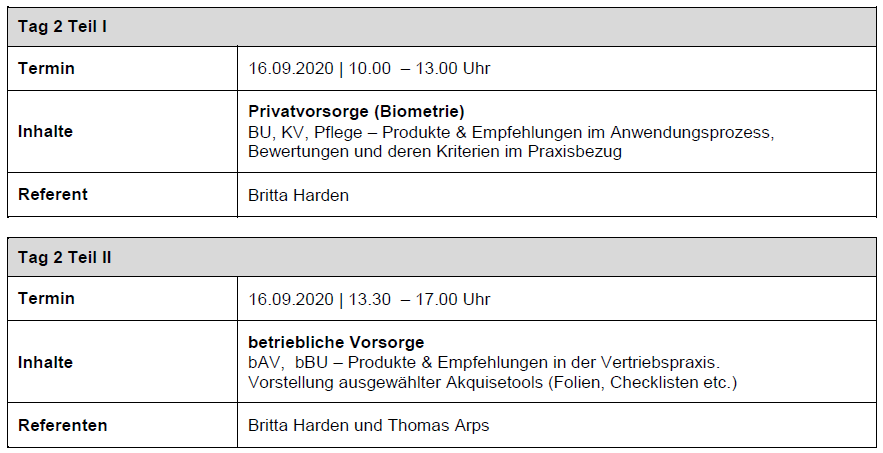 Tag 2 Teil I
Termin
16.09.2020 | 10.00 – 13.00 Uhr
Inhalte
Privatvorsorge (Biometrie)
BU, KV, Pflege – Produkte & Empfehlungen im Anwendungsprozess,
Bewertungen und deren Kriterien im Praxisbezug
Referent
Britta Harden
Tag 2 Teil II
Termin
16.09.2020 | 13.30 – 17.00 Uhr
Inhalte
betriebliche Vorsorge
bAV, bBU – Produkte & Empfehlungen in der Vertriebspraxis.
Vorstellung ausgewählter Akquisetools (Folien, Checklisten etc.)
Referenten
Britta Harden und Thomas Arps